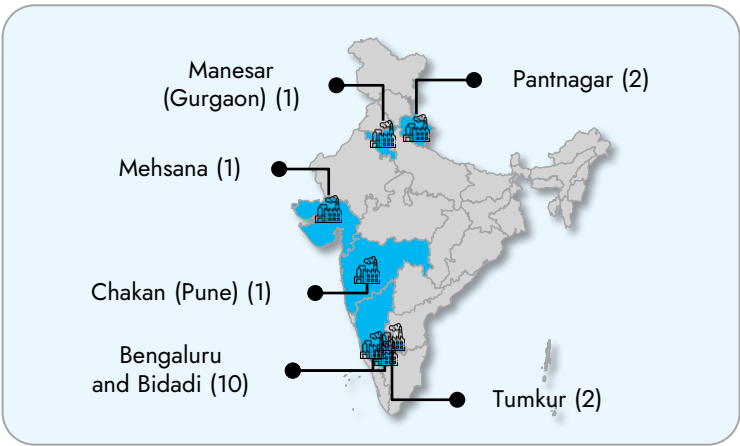 Manesar
(Gurgaon) (1)
Pantnagar (2)
Mehsana (1)
Chakan (Pune) (1)
Bengaluru
and Bidadi (10)
Tumkur (2)